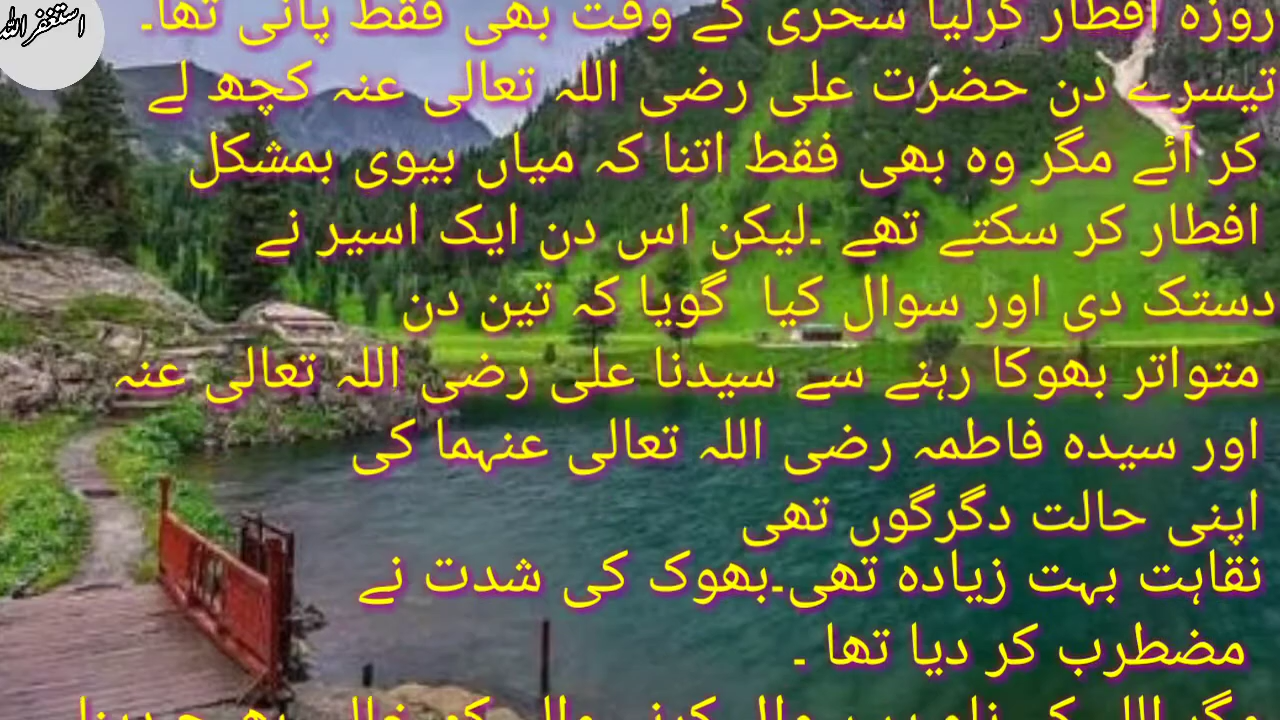 استغفراللہ
روزہ افطار کرلیا سحری کے وقت بھی فقط پانی تھا۔
تیسرے دن حضرت علی رضی اللہ تعالی عنہ کچھ لے
کر آئے مگر وہ بھی فقط اتنا کہ میاں بیوی بمشکل
افطار کر سکتے تھے ۔لیکن اس دن ایک اسیر نے
دستک دی اور سوال کیا گویا کہ تین دن
متواتر بھوکا رہنے سے سیدنا علی رضی اللہ تعالی عنہ
اور سیدہ فاطمہ رضی اللہ تعالی عنہما کی
اپنی حالت دگرگوں تھی
نقاہت بہت زیادہ تھی۔بھوک کی شدت نے
مضطرب کر دیا تھا ۔